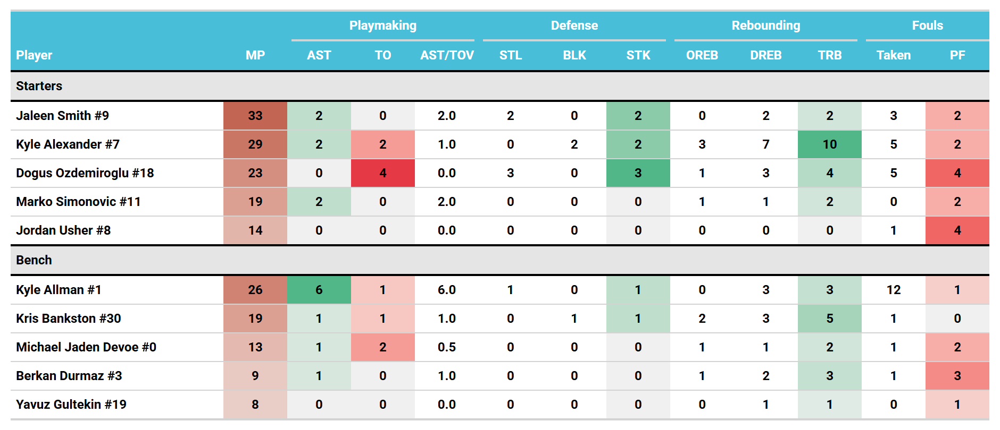 Playmaking Defense Rebounding Fouls
Player MP AST TO AST/TOV STL BLK STK OREB DREB TRB Taken PF
Starters
Jaleen Smith #9 33 2 0 2.0 2 0 2 0 2 2 3 2
Kyle Alexander #7 29 2 2 1.0 0 2 2 3 7 10 5 2
Dogus Ozdemiroglu #18 23 0 4 0.0 3 0 3 1 3 4 5 4
Marko Simonovic #11 19 2 0 2.0 0 0 0 1 1 2 0 2
Jordan Usher #8 14 0 0 0.0 0 0 0 0 0 0 1 4
Bench
Kyle Allman #1 26 6 1 6.0 1 0 1 0 3 3 12 1
Kris Bankston #30 19 1 1 1.0 0 1 1 2 3 5 1 0
Michael Jaden Devoe #0 13 1 2 0.5 0 0 0 1 1 2 1 2
Berkan Durmaz #3 9 1 0 1.0 0 0 0 1 2 3 1 3
Yavuz Gultekin #19 8 0 0 0.0 0 0 0 0 1 1 0 1